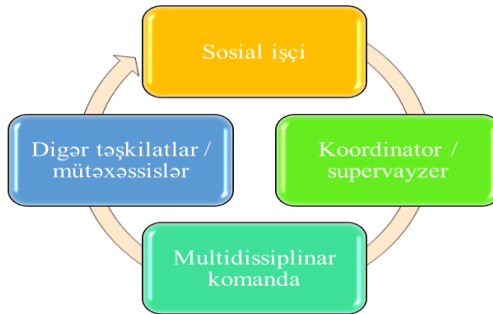 Sosial işçi
Koordinator /
supervayzer
Multidissiplinar
komanda
Digər təşkilatlar /
mütəxəssislər